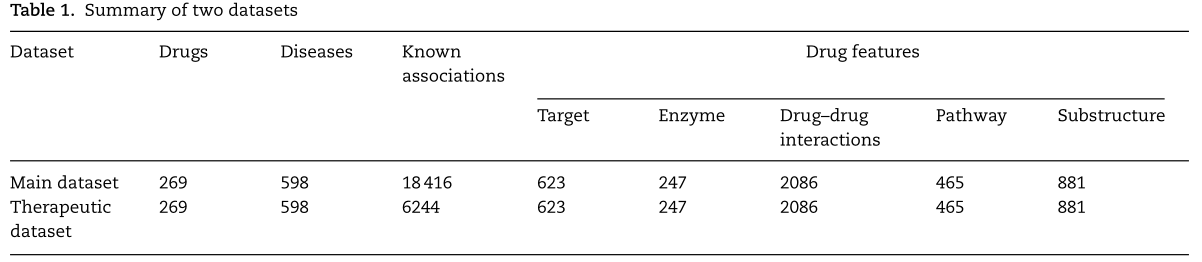 Table 1. Summary of two datasets
Dataset Drugs Diseases Known associations Drug features
Target Enzyme Drug–drug interactions Pathway Substructure
Main dataset 269 598 18 416 623 247 2086 465 881
Therapeutic dataset 269 598 6244 623 247 2086 465 881